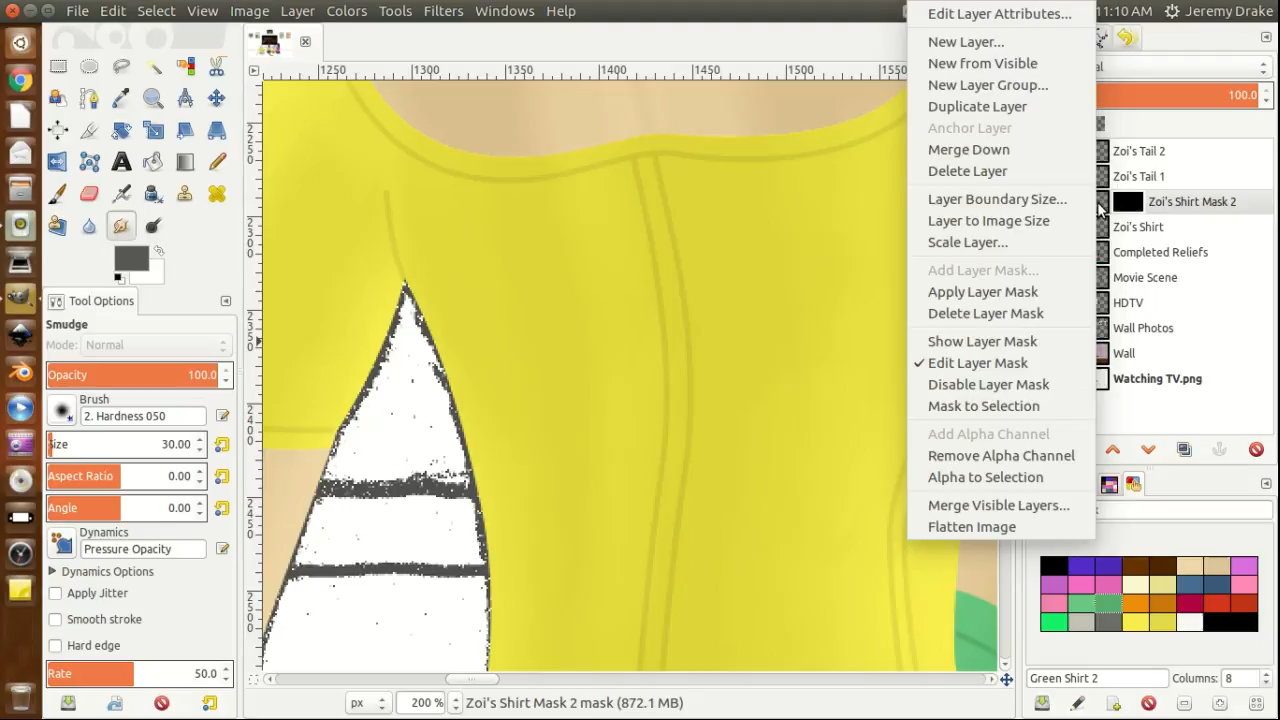 File Edit Select View Image Layer Colors Tools Filters Windows Help
11:10 AM Jeremy Drake
Tool Options
Smudge
Mode: Normal
Opacity 100.0
Brush
2. Hardness 050
Size 30.00
Aspect Ratio 0.00
Angle 0.00
Dynamics
Pressure Opacity
Dynamics Options
Apply Jitter
Smooth stroke
Hard edge
Rate 50.0
1250 1300 1350 1400 1450 1500 1550
px 200 % Zoi's Shirt Mask 2 mask (872.1 MB)
Edit Layer Attributes...
New Layer...
New from Visible
New Layer Group...
Duplicate Layer
Anchor Layer
Merge Down
Delete Layer
Layer Boundary Size...
Layer to Image Size
Scale Layer...
Add Layer Mask...
Apply Layer Mask
Delete Layer Mask
Show Layer Mask
Edit Layer Mask
Disable Layer Mask
Mask to Selection
Add Alpha Channel
Remove Alpha Channel
Alpha to Selection
Merge Visible Layers...
Flatten Image
al
100.0
Zoi's Tail 2
Zoi's Tail 1
Zoi's Shirt Mask 2
Zoi's Shirt
Completed Reliefs
Movie Scene
HDTV
Wall Photos
Wall
Watching TV.png
Green Shirt 2 Columns: 8